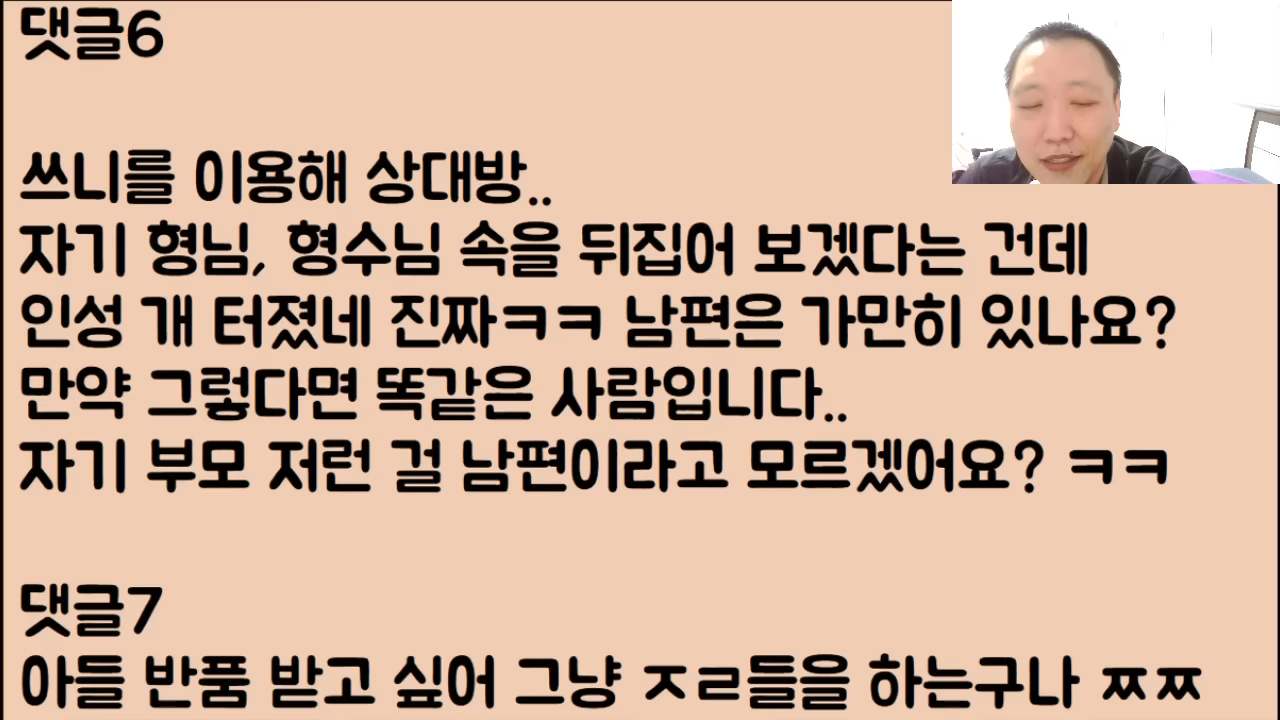 댓글6
쓰니를 이용해 상대방..
자기 형님, 형수님 속을 뒤집어 보겠다는 건데
인성 개 터졌네 진짜ㅋㅋ 남편은 가만히 있나요?
만약 그렇다면 똑같은 사람입니다..
자기 부모 저런 걸 남편이라고 모르겠어요? ㅋㅋ
댓글7
아들 반품 받고 싶어 그냥 ㅈㄹ들을 하는구나 ㅉㅉ